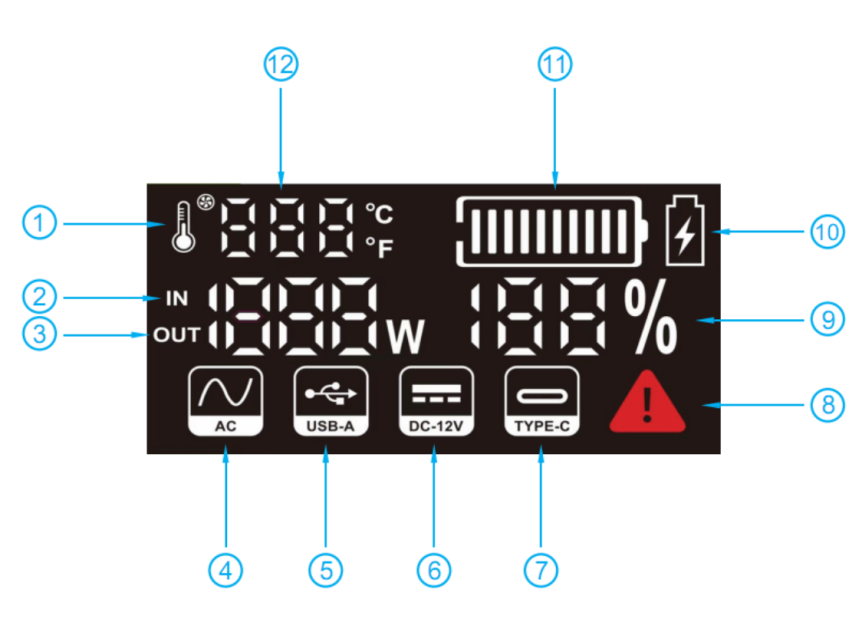 ⑫ ⑪
① 888 °C
°F
⑩
② IN
③ OUT 1888 W 188 % ⑨
⑧
AC USB-A DC-12V TYPE-C
④ ⑤ ⑥ ⑦